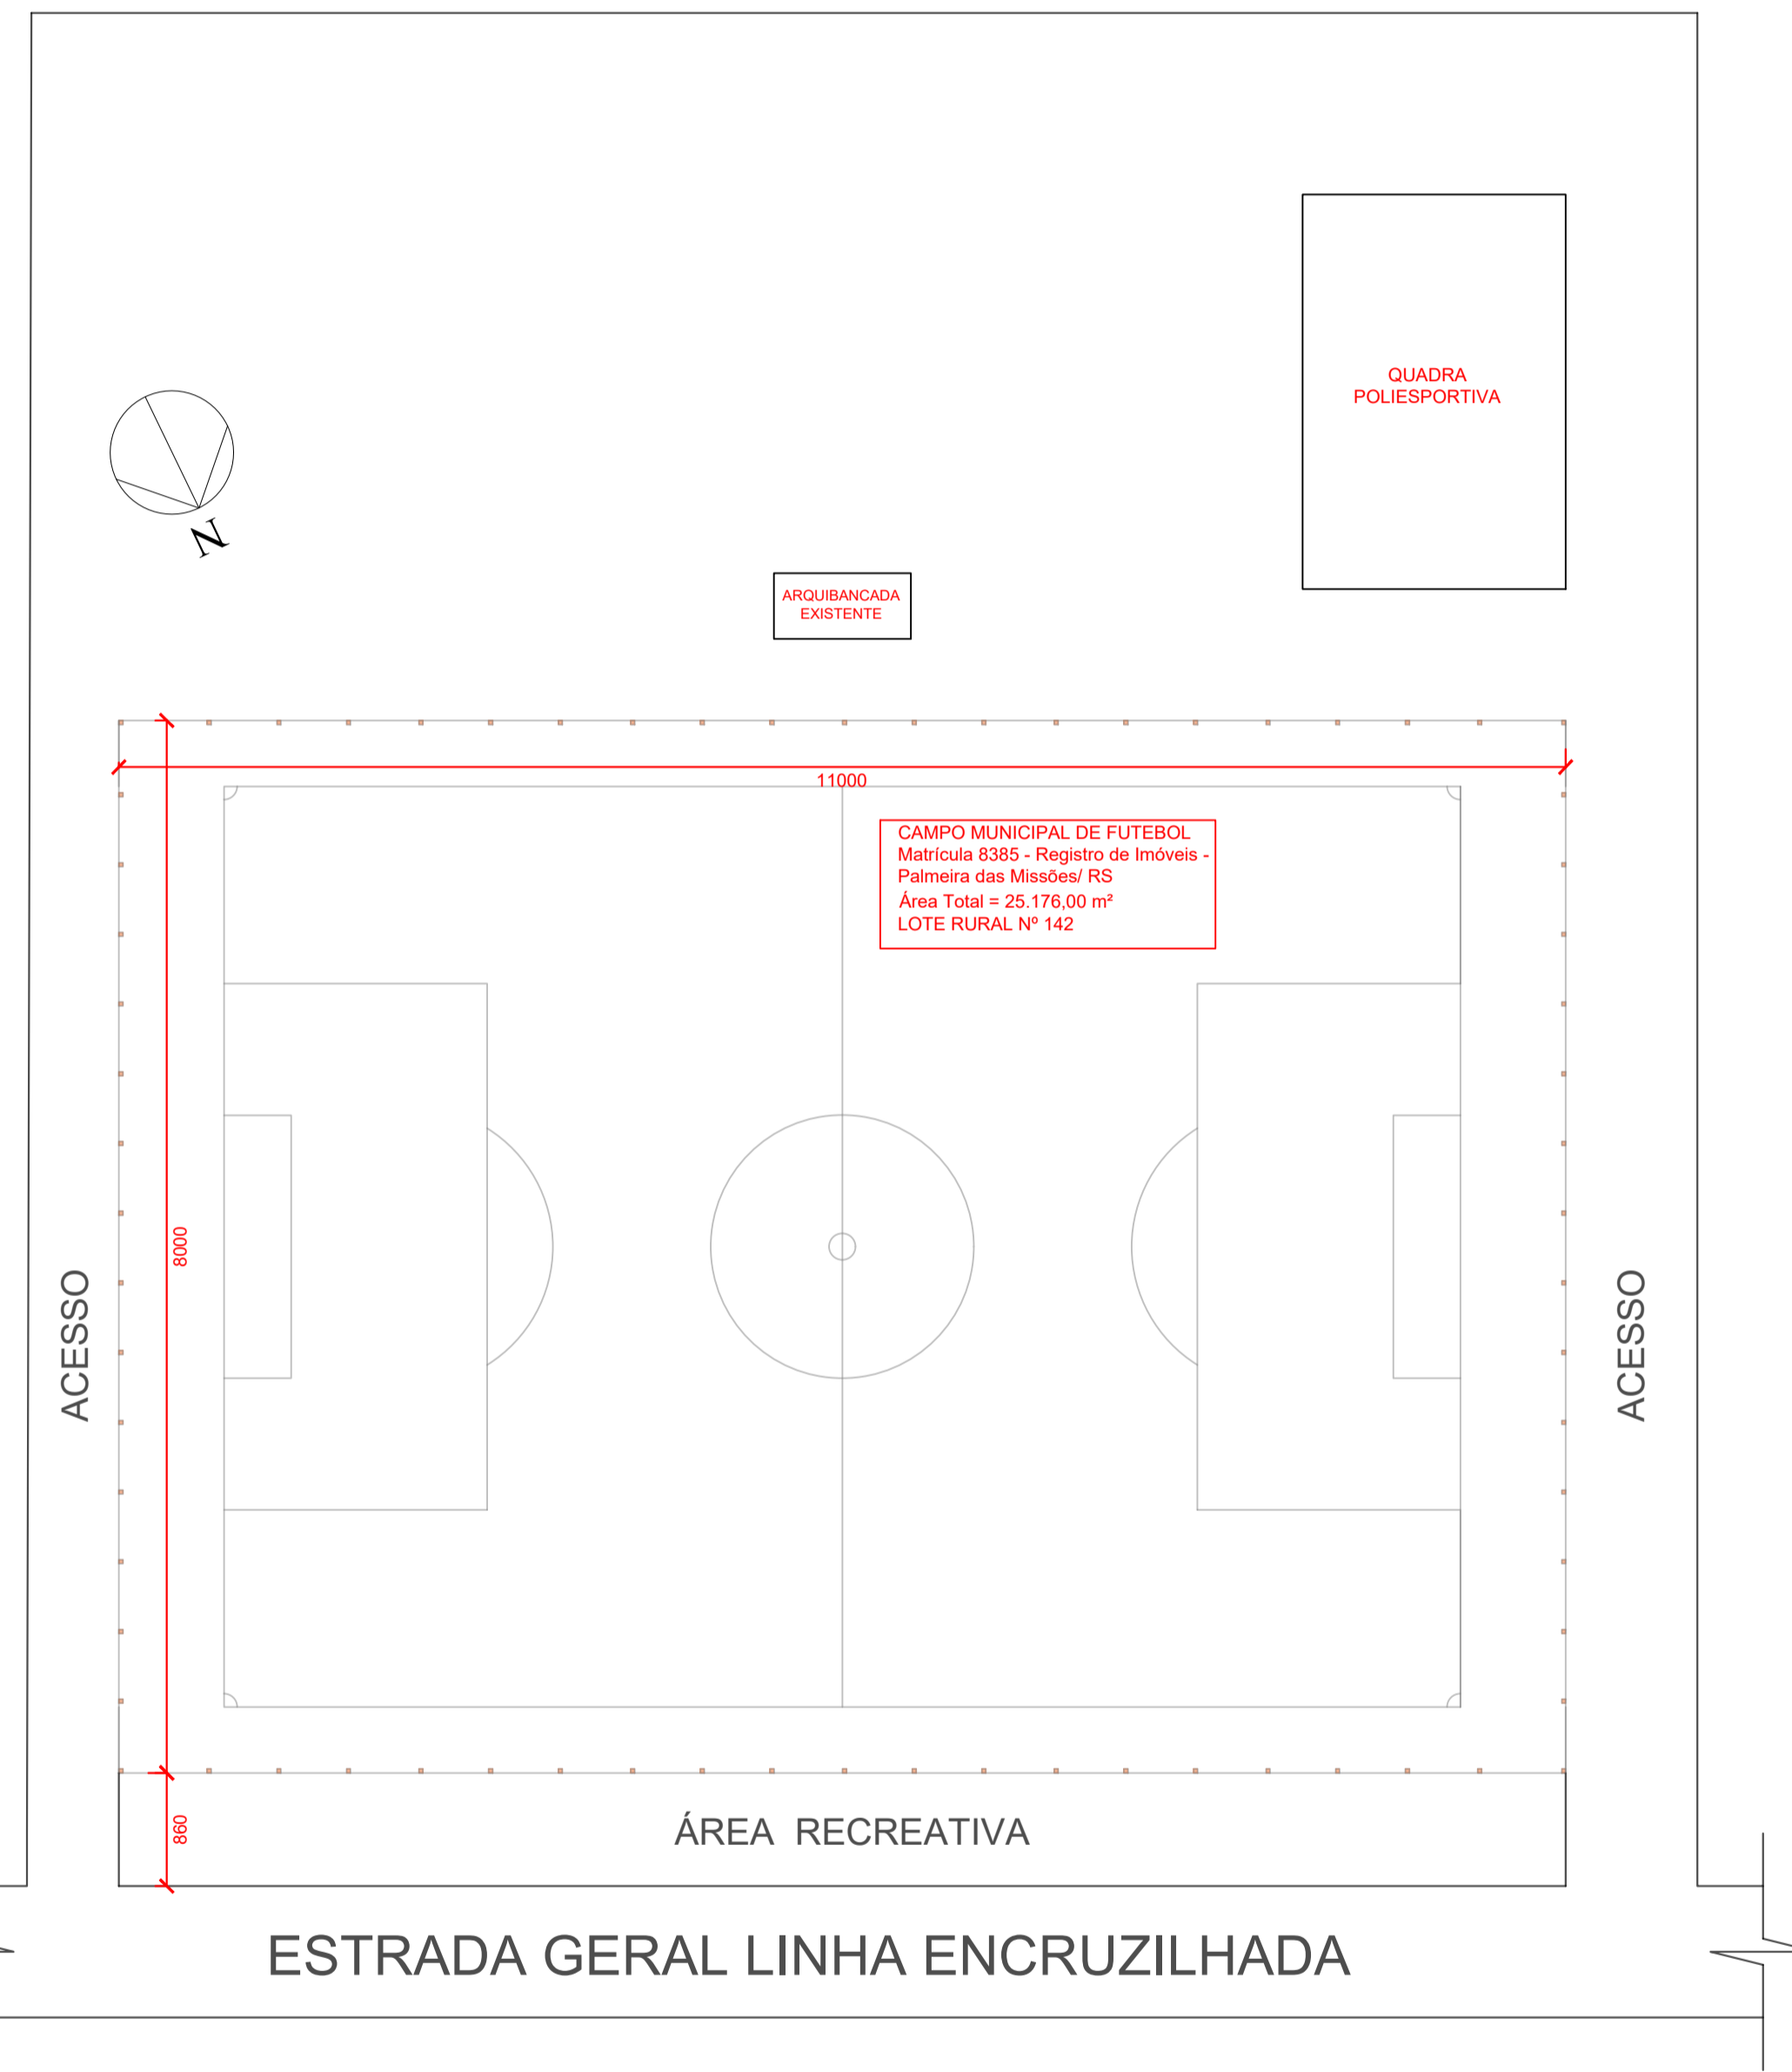 QUADRA
POLIESPORTIVA
N
ARQUIBANCADA
EXISTENTE
11000
CAMPO MUNICIPAL DE FUTEBOL
Matrícula 8385 - Registro de Imóveis -
Palmeira das Missões/ RS
Área Total = 25.176,00 m²
LOTE RURAL Nº 142
8000
ACESSO
ACESSO
860
ÁREA RECREATIVA
ESTRADA GERAL LINHA ENCRUZILHADA